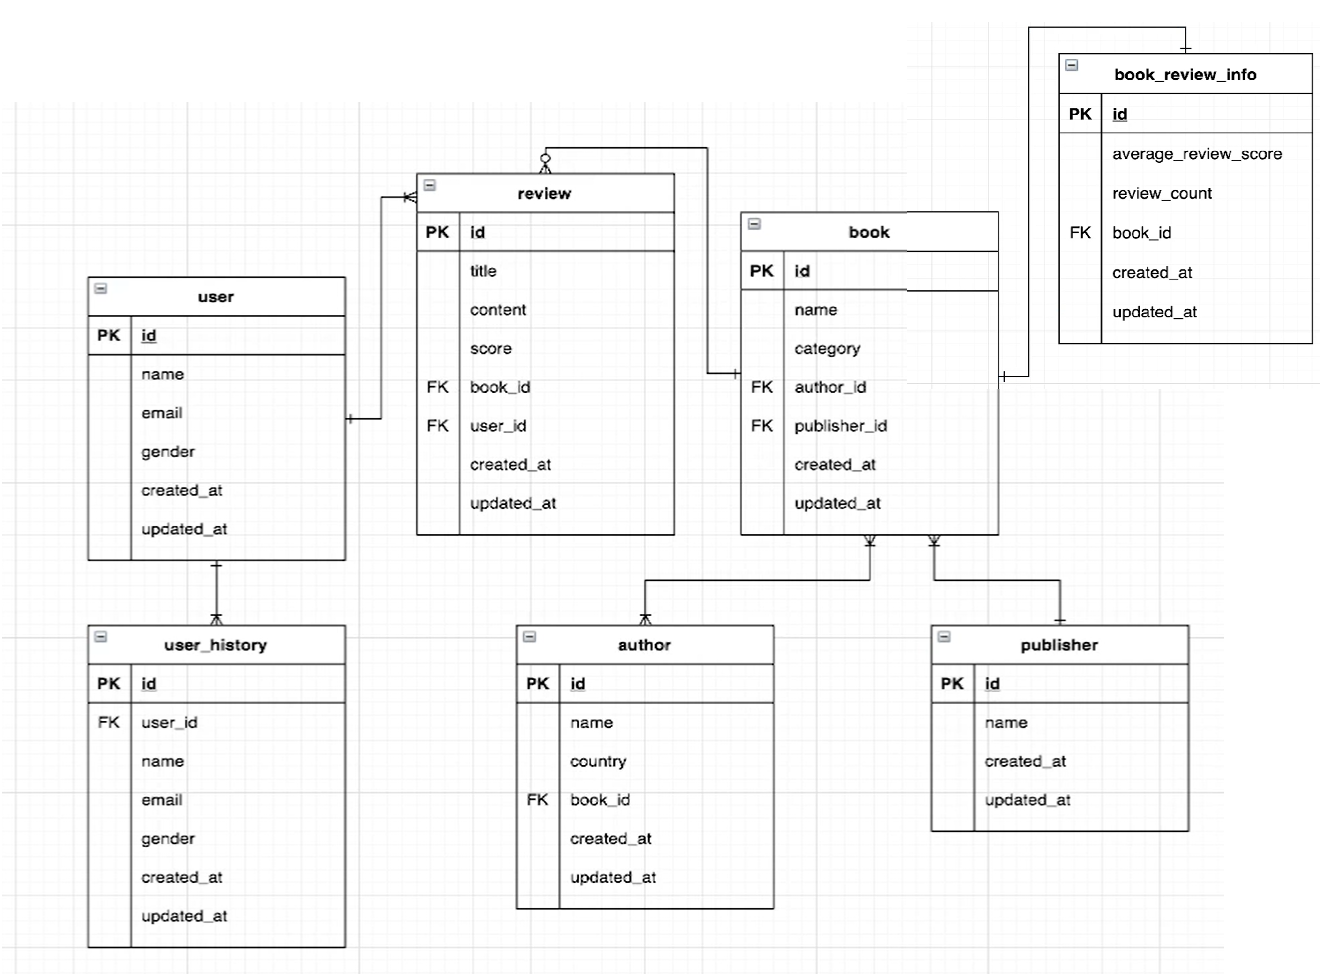 book_review_info
PK id
average_review_score
review_count
FK book_id
created_at
updated_at
review
PK id
title
content
score
FK book_id
FK user_id
created_at
updated_at
book
PK id
name
category
FK author_id
FK publisher_id
created_at
updated_at
user
PK id
name
email
gender
created_at
updated_at
user_history
PK id
FK user_id
name
email
gender
created_at
updated_at
author
PK id
name
country
FK book_id
created_at
updated_at
publisher
PK id
name
created_at
updated_at